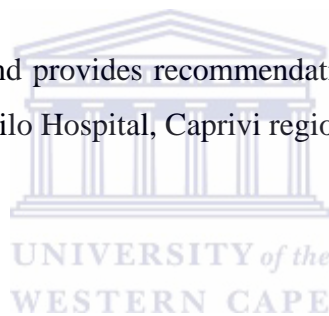 nd provides recommendati
ilo Hospital, Caprivi regio
UNIVERSITY of the
WESTERN CAPE